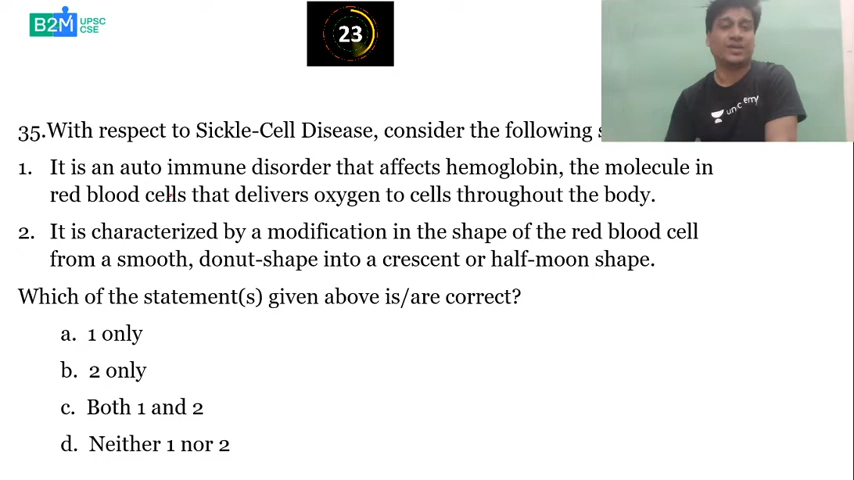 B2M UPSC
CSE
23
unacademy
35.With respect to Sickle-Cell Disease, consider the following
1. It is an auto immune disorder that affects hemoglobin, the molecule in
red blood cells that delivers oxygen to cells throughout the body.
2. It is characterized by a modification in the shape of the red blood cell
from a smooth, donut-shape into a crescent or half-moon shape.
Which of the statement(s) given above is/are correct?
a. 1 only
b. 2 only
c. Both 1 and 2
d. Neither 1 nor 2